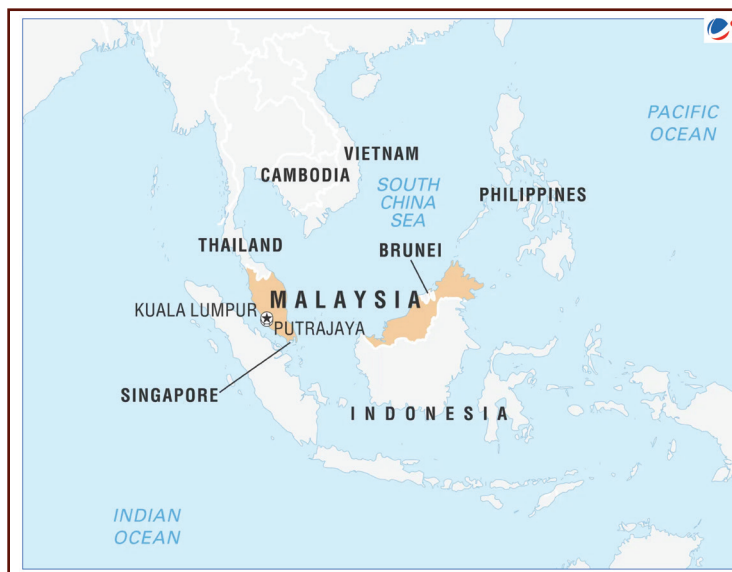 PACIFIC
OCEAN
VIETNAM
CAMBODIA
SOUTH
CHINA
SEA
PHILIPPINES
THAILAND
BRUNEI
MALAYSIA
KUALA LUMPUR
PUTRAJAYA
SINGAPORE
INDONESIA
INDIAN
OCEAN